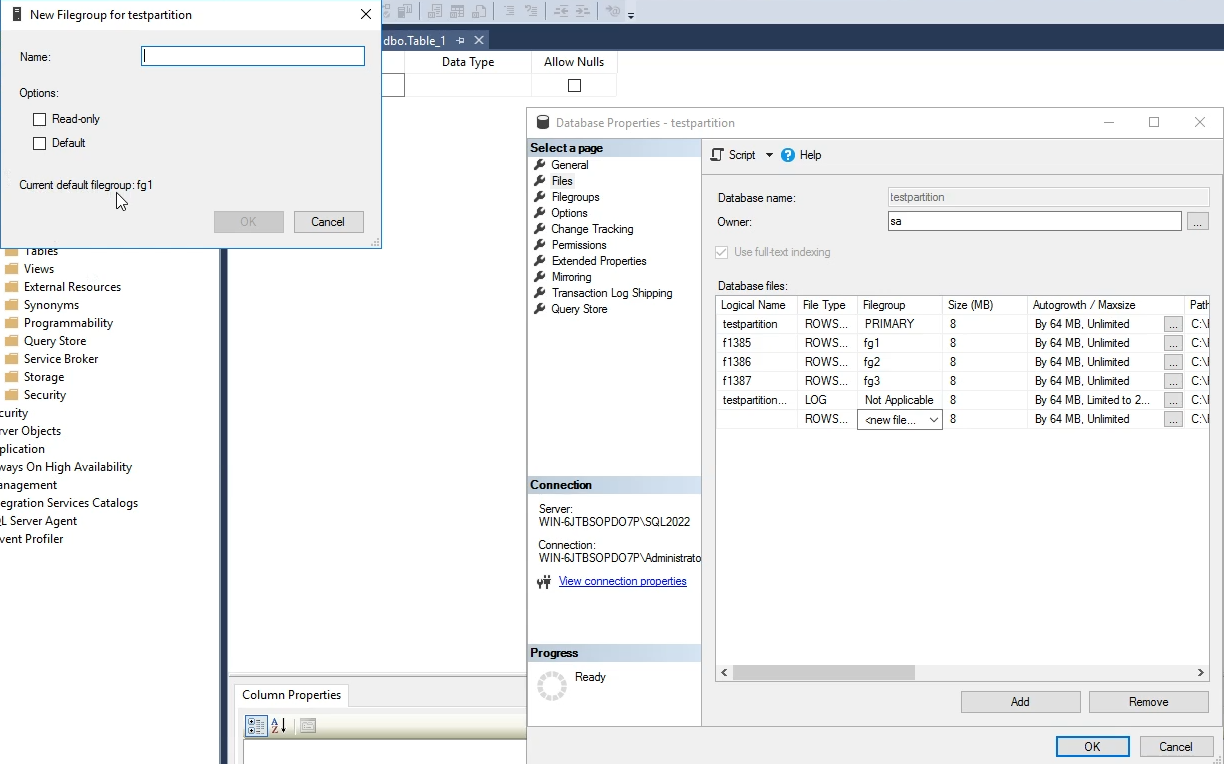 New Filegroup for testpartition
Name:
Options:
Read-only
Default
Current default filegroup: fg1
OK
Cancel
dbo.Table_1
Data Type
Allow Nulls
Tables
Views
External Resources
Synonyms
Programmability
Query Store
Service Broker
Storage
Security
curity
rver Objects
plication
ways On High Availability
anagement
egration Services Catalogs
L Server Agent
vent Profiler
Column Properties
Database Properties - testpartition
Select a page
General
Files
Filegroups
Options
Change Tracking
Permissions
Extended Properties
Mirroring
Transaction Log Shipping
Query Store
Connection
Server:
WIN-6JTBSOPDO7P\SQL2022
Connection:
WIN-6JTBSOPDO7P\Administrato
View connection properties
Progress
Ready
Script
Help
Database name:
testpartition
Owner:
sa
...
Use full-text indexing
Database files:
Logical Name File Type Filegroup Size (MB) Autogrowth / Maxsize Path
testpartition ROWS... PRIMARY 8 By 64 MB, Unlimited ... C:\
f1385 ROWS... fg1 8 By 64 MB, Unlimited ... C:\
f1386 ROWS... fg2 8 By 64 MB, Unlimited ... C:\
f1387 ROWS... fg3 8 By 64 MB, Unlimited ... C:\
testpartition... LOG Not Applicable 8 By 64 MB, Limited to 2... ... C:\
ROWS... <new file... 8 By 64 MB, Unlimited ... C:\
Add
Remove
OK
Cancel